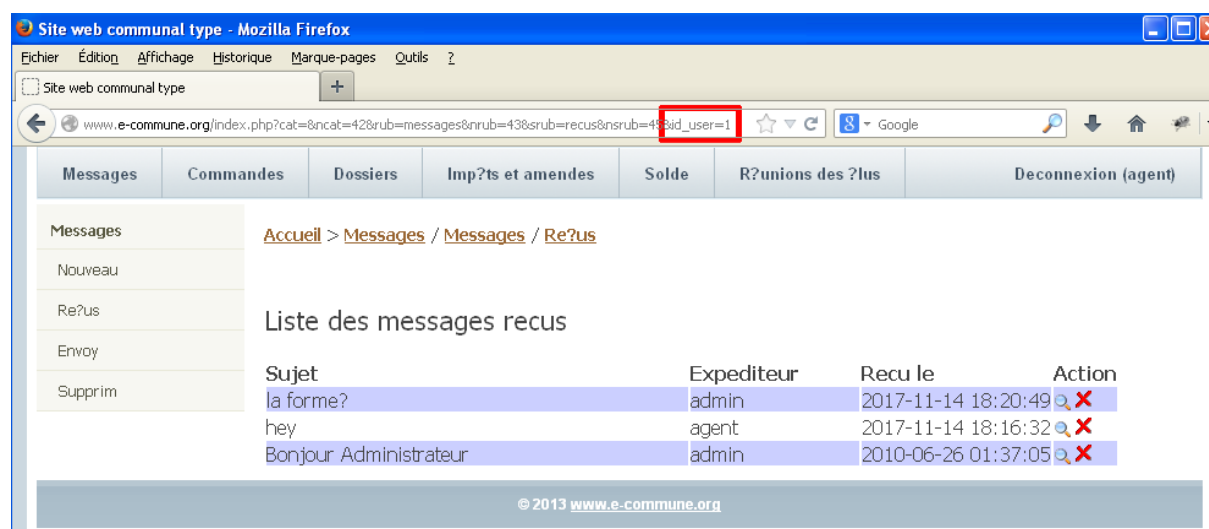 Site web communal type - Mozilla Firefox
Fichier Édition Affichage Historique Marque-pages Outils ?
Site web communal type +
www.e-commune.org/index.php?cat=&ncat=42&rub=messages&nrub=43&srub=recus&nsrub=45&id_user=1 8 Google
Messages Commandes Dossiers Imp?ts et amendes Solde R?unions des ?lus Deconnexion (agent)
Messages
Nouveau
Re?us
Envoy
Supprim
Accueil > Messages / Messages / Re?us
Liste des messages recus
Sujet Expediteur Recu le Action
la forme? admin 2017-11-14 18:20:49
hey agent 2017-11-14 18:16:32
Bonjour Administrateur admin 2010-06-26 01:37:05
© 2013 www.e-commune.org